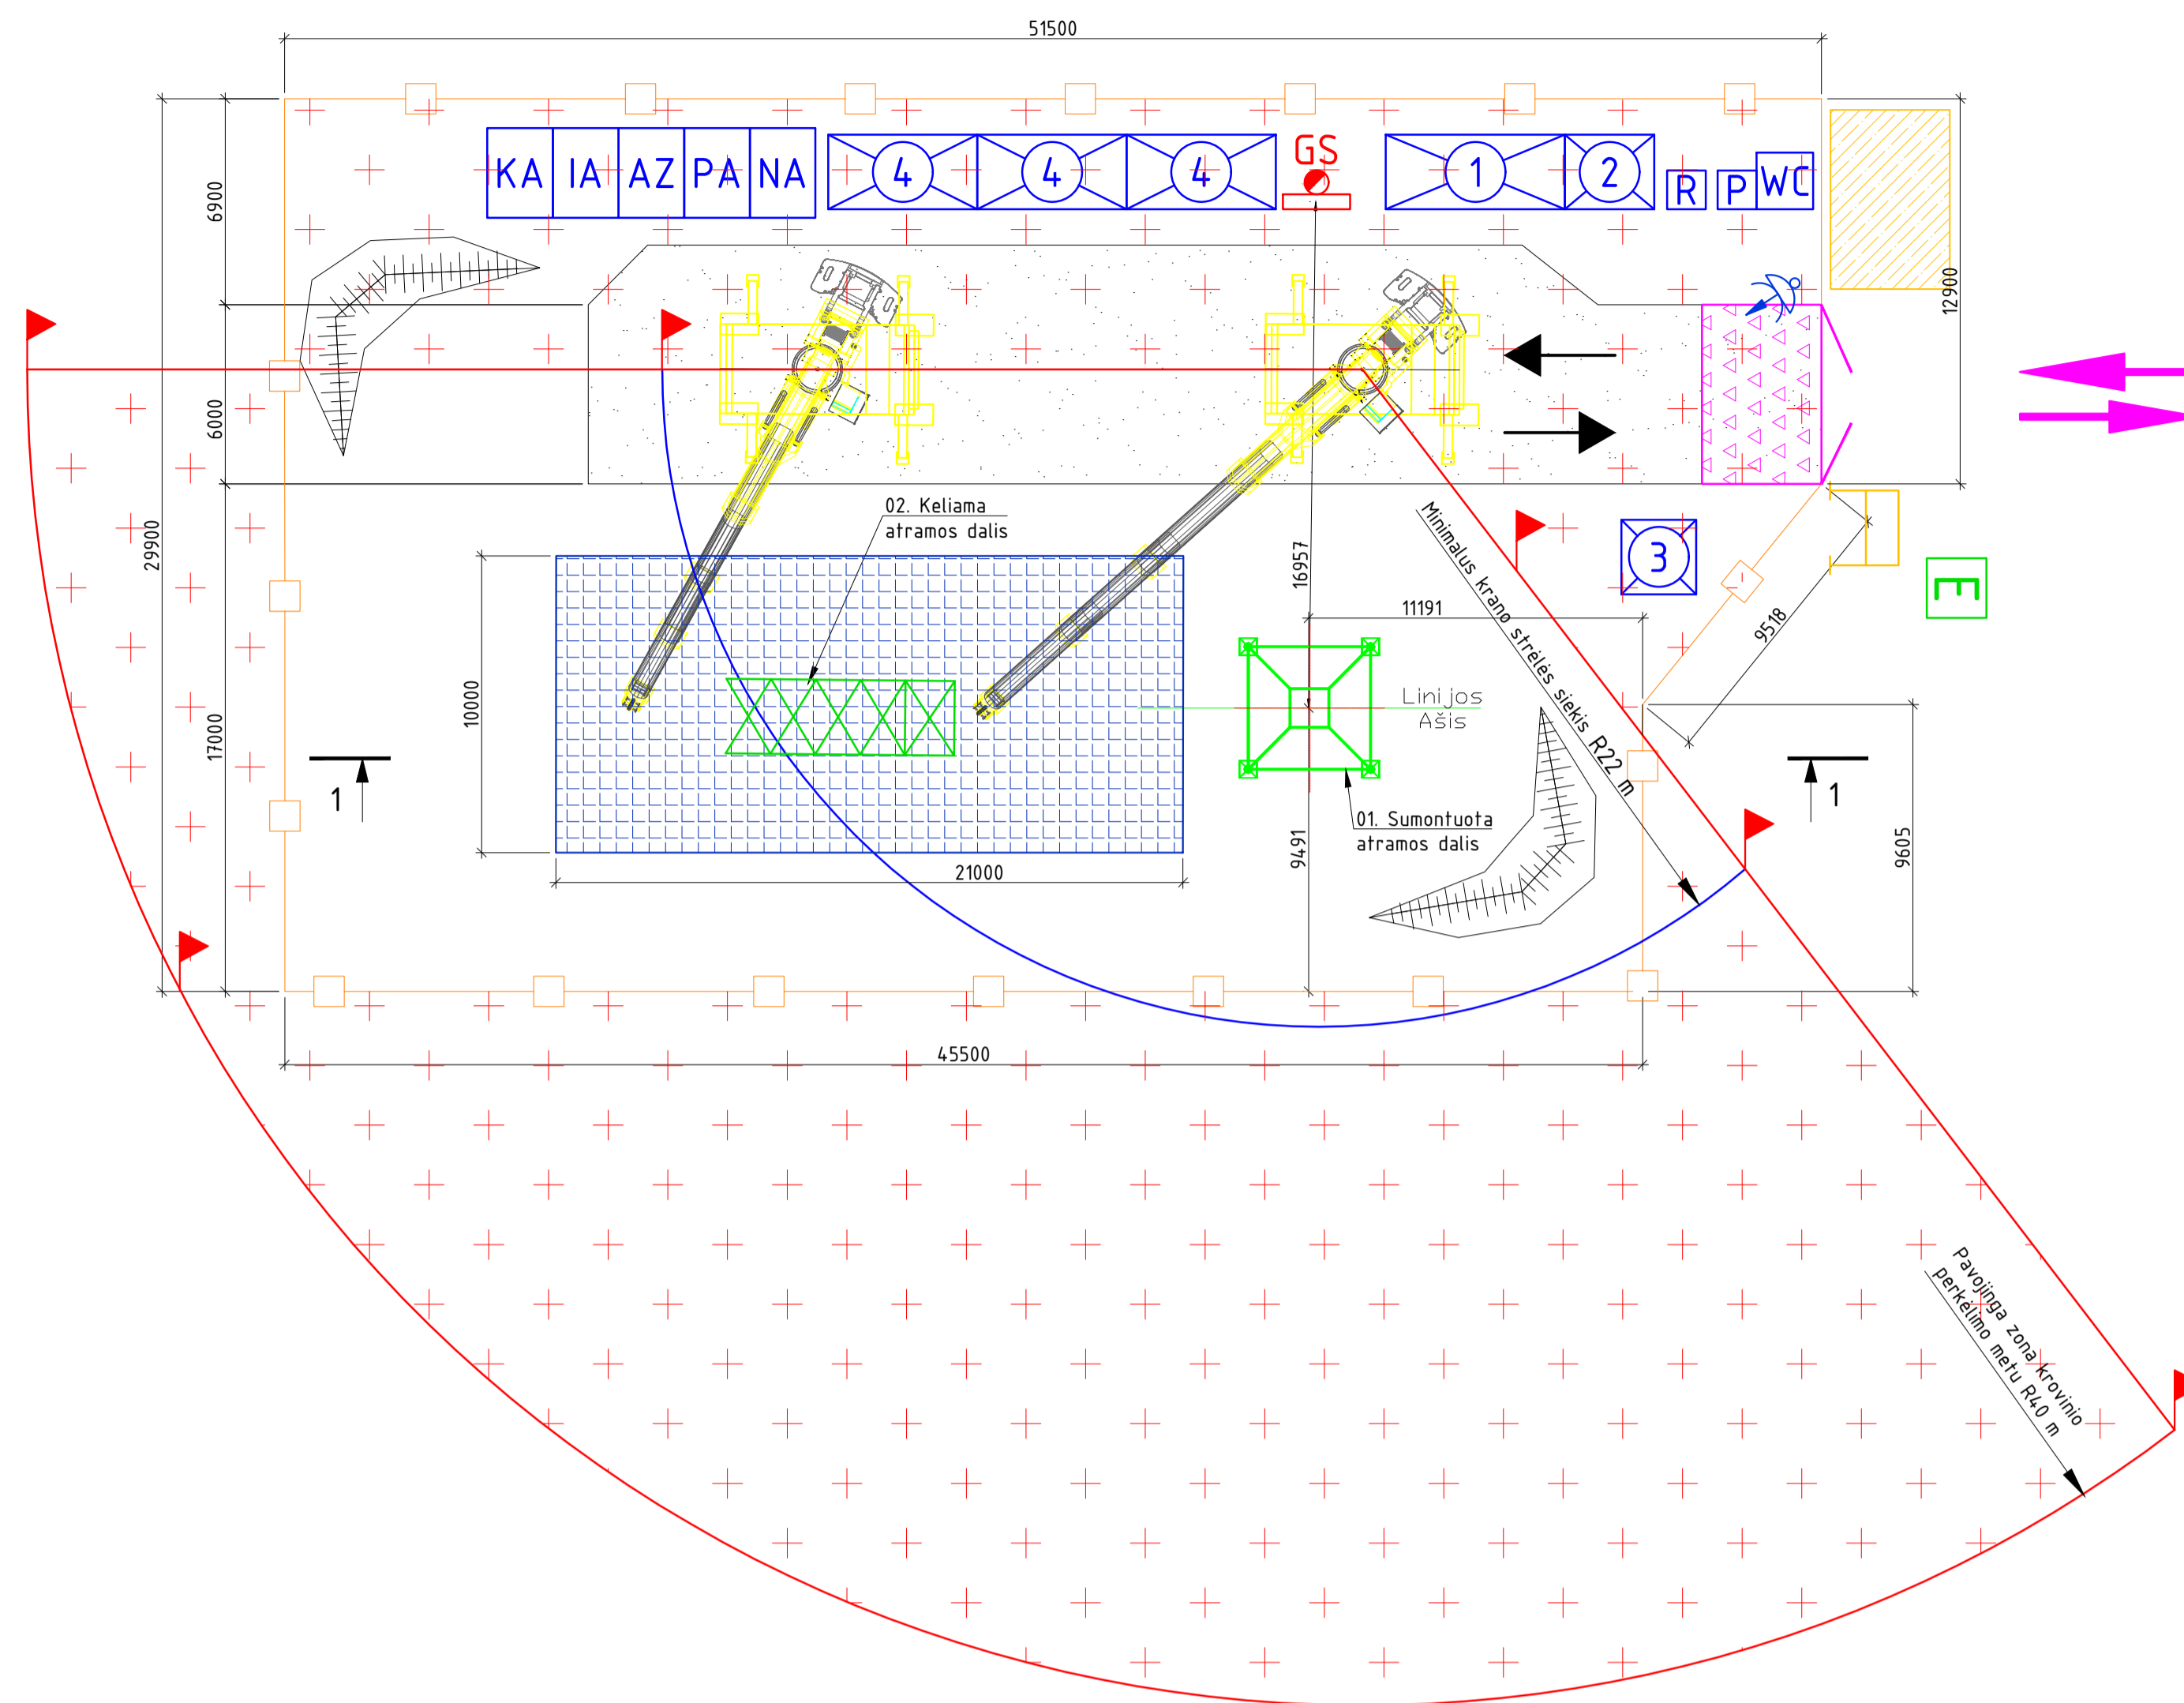 51500
KA IA AZ PA NA
4 4 4
GS
1 2
R P WC
6900
12900
29900
6000
02. Keliama
atramos dalis
16957
3
E
11191
9518
Minimalus krano strėlės siekis R22 m
10000
17000
Linijos
Ašis
1
1
01. Sumontuota
atramos dalis
9491
9605
21000
45500
Pavojinga zona krovinio
perkėlimo metu R40 m